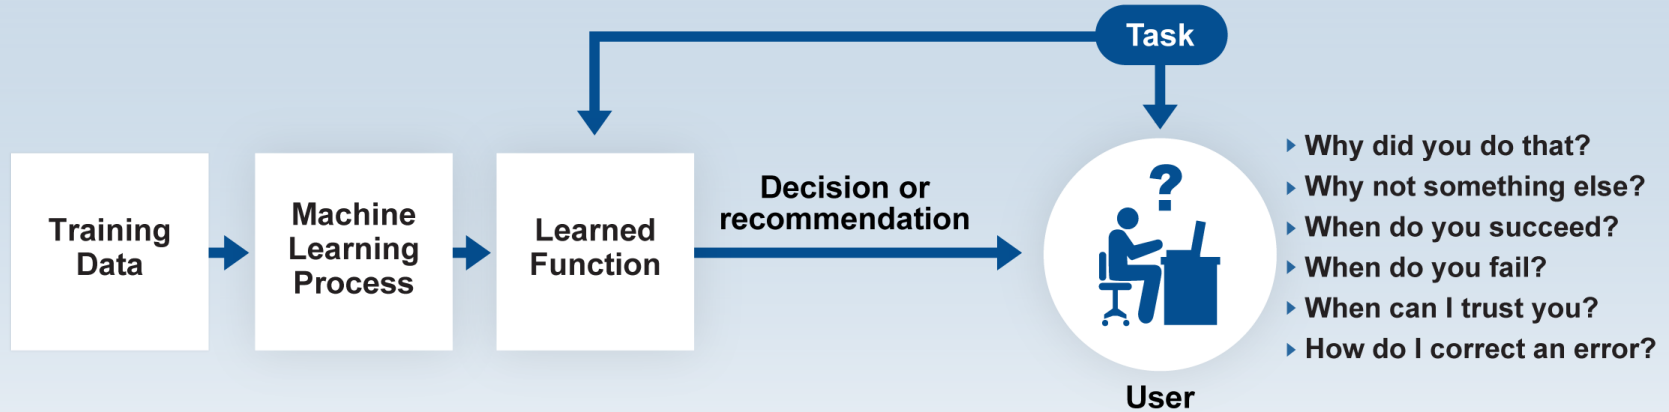 Task
Training
Data
Machine
Learning
Process
Learned
Function
Decision or
recommendation
?
User
Why did you do that?
Why not something else?
When do you succeed?
When do you fail?
When can I trust you?
How do I correct an error?